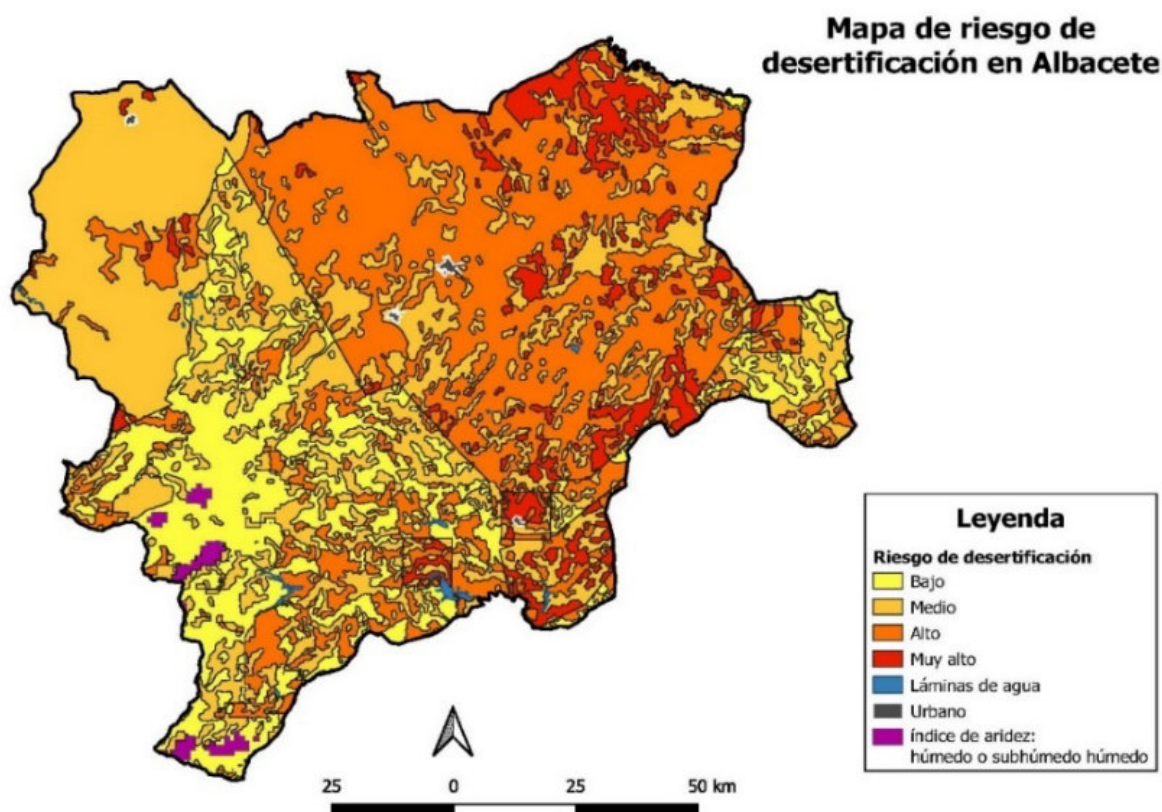 Mapa de riesgo de
desertificación en Albacete
Leyenda
Riesgo de desertificación
Bajo
Medio
Alto
Muy alto
Láminas de agua
Urbano
índice de aridez:
húmedo o subhúmedo húmedo
25 0 25 50 km